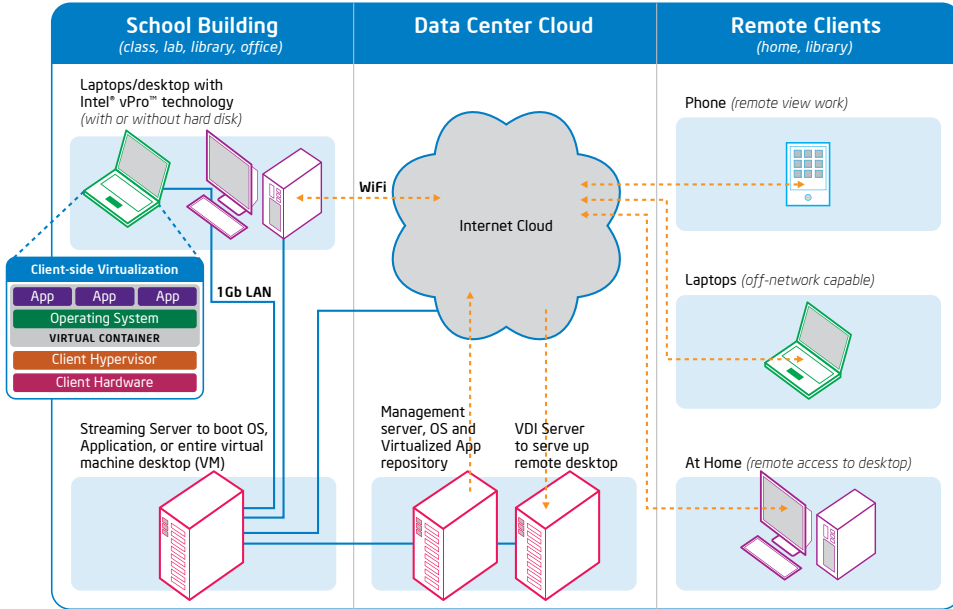 School Building
(class, lab, library, office)
Data Center Cloud
Remote Clients
(home, library)
Laptops/desktop with
Intel® vPro™ technology
(with or without hard disk)
WiFi
Internet Cloud
Phone (remote view work)
Client-side Virtualization
App App App
Operating System
VIRTUAL CONTAINER
Client Hypervisor
Client Hardware
1Gb LAN
Laptops (off-network capable)
Streaming Server to boot OS,
Application, or entire virtual
machine desktop (VM)
Management
server, OS and
Virtualized App
repository
VDI Server
to serve up
remote desktop
At Home (remote access to desktop)